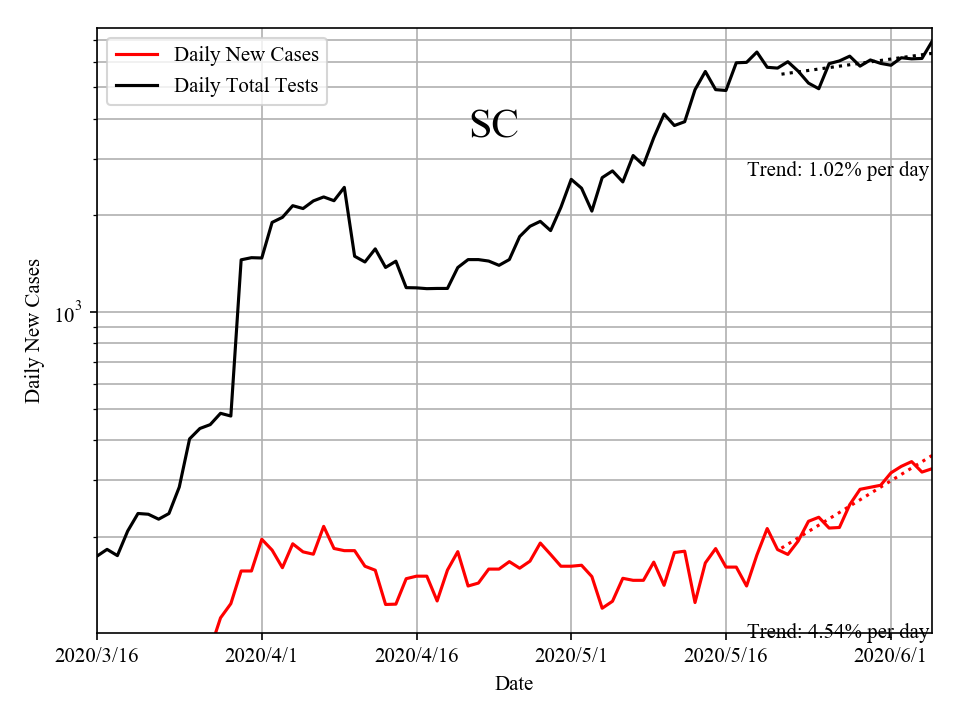 Daily New Cases
Daily Total Tests
SC
Trend: 1.02% per day
Daily New Cases
10³
Trend: 4.54% per day
2020/3/16 2020/4/1 2020/4/16 2020/5/1 2020/5/16 2020/6/1
Date